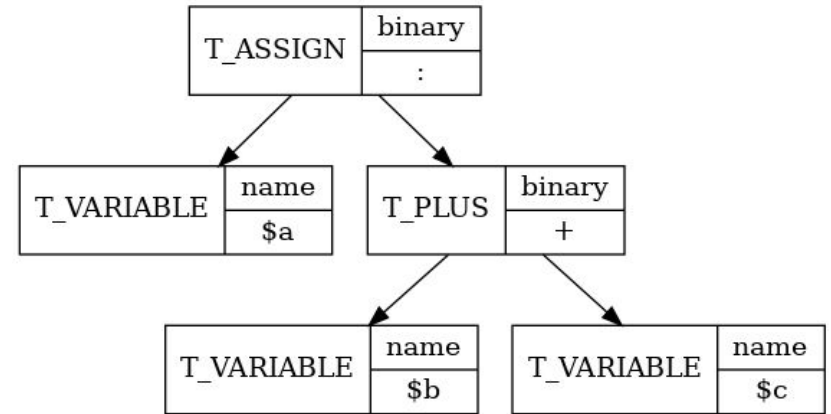 T_ASSIGN
binary
:
T_VARIABLE
name
$a
T_PLUS
binary
+
T_VARIABLE
name
$b
T_VARIABLE
name
$c